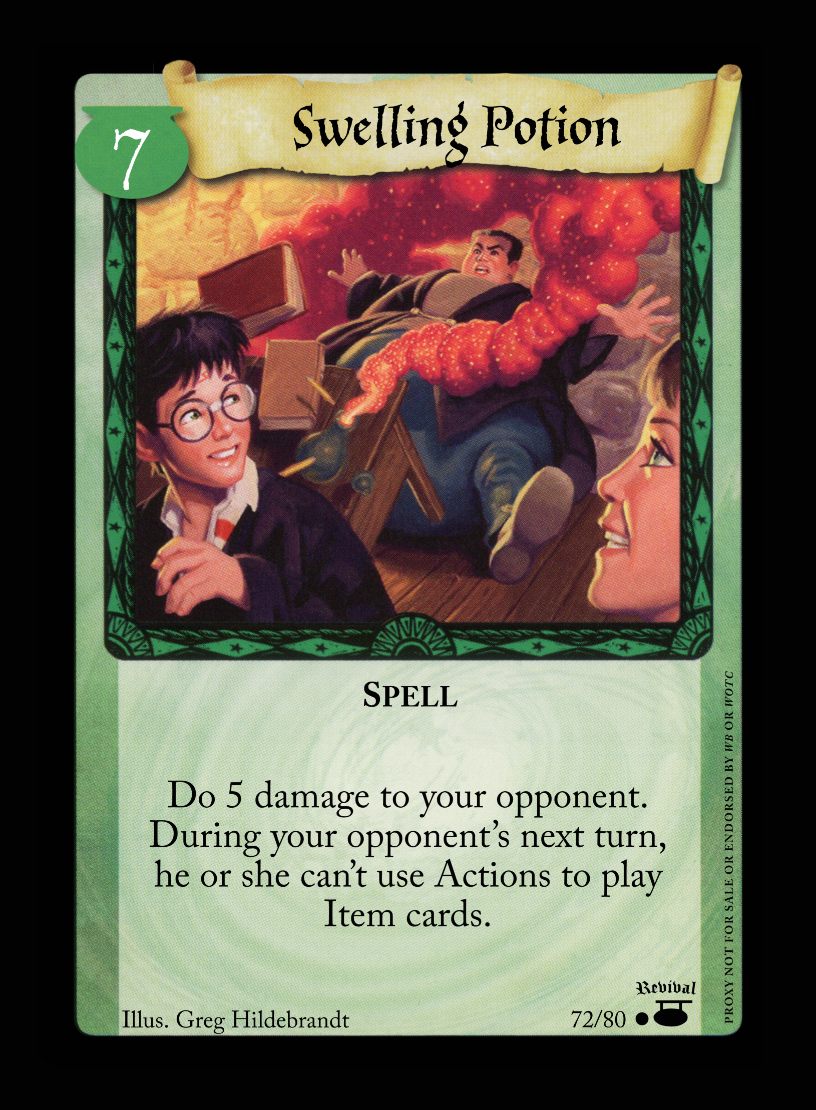 7
Swelling Potion
SPELL
Do 5 damage to your opponent.
During your opponent's next turn,
he or she can't use Actions to play
Item cards.
Revival
Illus. Greg Hildebrandt
72/80
PROXY NOT FOR SALE OR ENDORSED BY WB OR WOTC